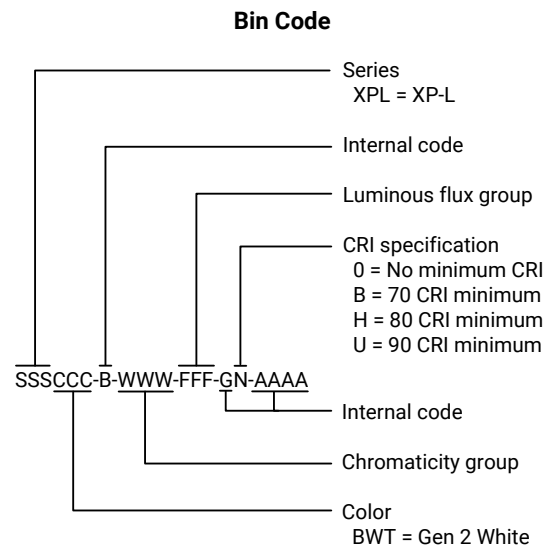 Bin Code
Series
XPL = XP-L
Internal code
Luminous flux group
CRI specification
0 = No minimum CRI
B = 70 CRI minimum
H = 80 CRI minimum
U = 90 CRI minimum
SSSCCC-B-WWW-FFF-GN-AAAA
Internal code
Chromaticity group
Color
BWT = Gen 2 White